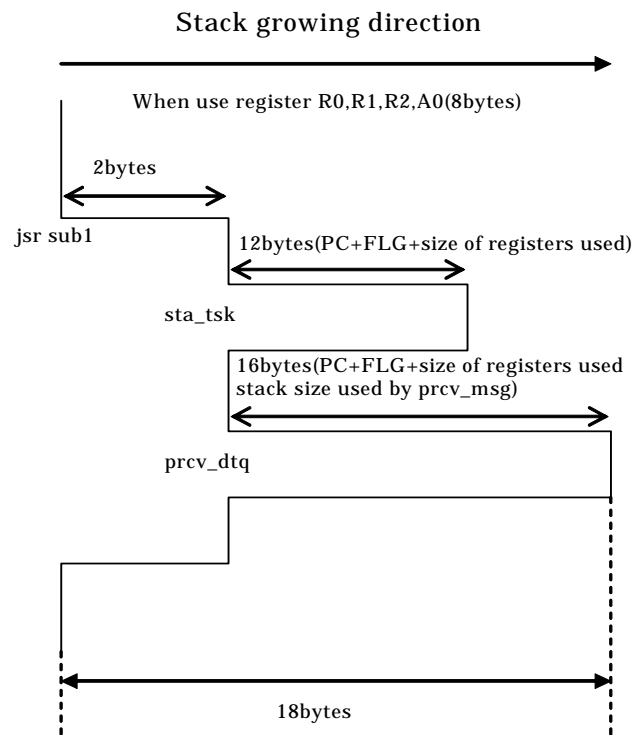 Stack growing direction
When use register R0,R1,R2,A0(8bytes)
2bytes
jsr sub1
12bytes(PC+FLG+size of registers used)
sta_tsk
16bytes(PC+FLG+size of registers used
stack size used by prcv_msg)
prcv_dtq
18bytes